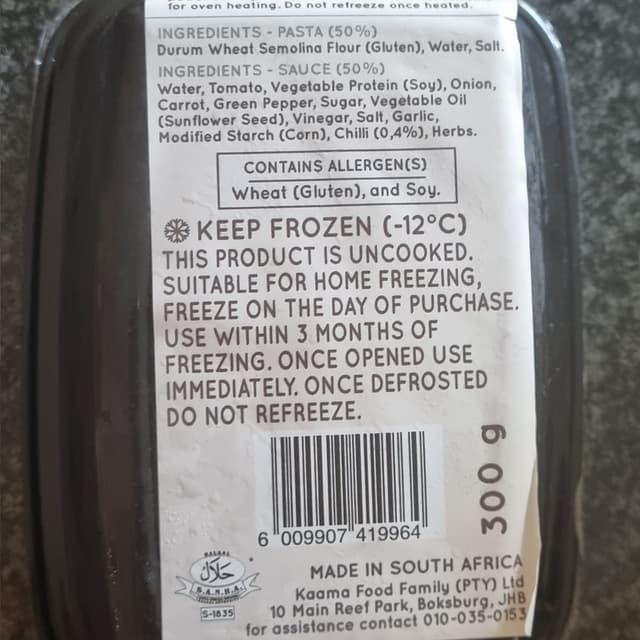 for oven heating. Do not refreeze once heated.
INGREDIENTS - PASTA (50%)
Durum Wheat Semolina Flour (Gluten), Water, Salt.
INGREDIENTS - SAUCE (50%)
Water, Tomato, Vegetable Protein (Soy), Onion,
Carrot, Green Pepper, Sugar, Vegetable Oil
(Sunflower Seed), Vinegar, Salt, Garlic,
Modified Starch (Corn), Chilli (0,4%), Herbs.
CONTAINS ALLERGEN(S)
Wheat (Gluten), and Soy.
KEEP FROZEN (-12°C)
THIS PRODUCT IS UNCOOKED.
SUITABLE FOR HOME FREEZING,
FREEZE ON THE DAY OF PURCHASE.
USE WITHIN 3 MONTHS OF
FREEZING. ONCE OPENED USE
IMMEDIATELY. ONCE DEFROSTED
DO NOT REFREEZE.
300 g
6 009907 419964
HALAAL
حلال
S.A.N.H.A.
S-1635
MADE IN SOUTH AFRICA
Kaama Food Family (PTY) Ltd
10 Main Reef Park, Boksburg, JHB
for assistance contact 010-035-0153